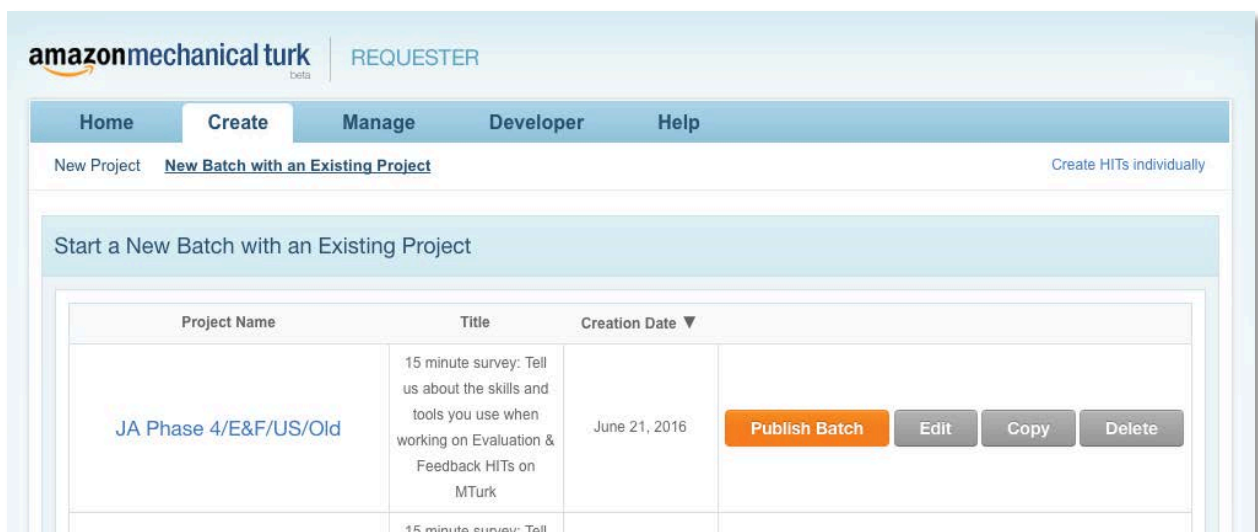 amazonmechanical turk
beta
REQUESTER
Home Create Manage Developer Help
New Project New Batch with an Existing Project Create HITs individually
Start a New Batch with an Existing Project
Project Name Title Creation Date ▼
15 minute survey: Tell
us about the skills and
tools you use when
working on Evaluation &
Feedback HITs on
MTurk
JA Phase 4/E&F/US/Old
June 21, 2016
Publish Batch Edit Copy Delete
15 minute survey: Tell